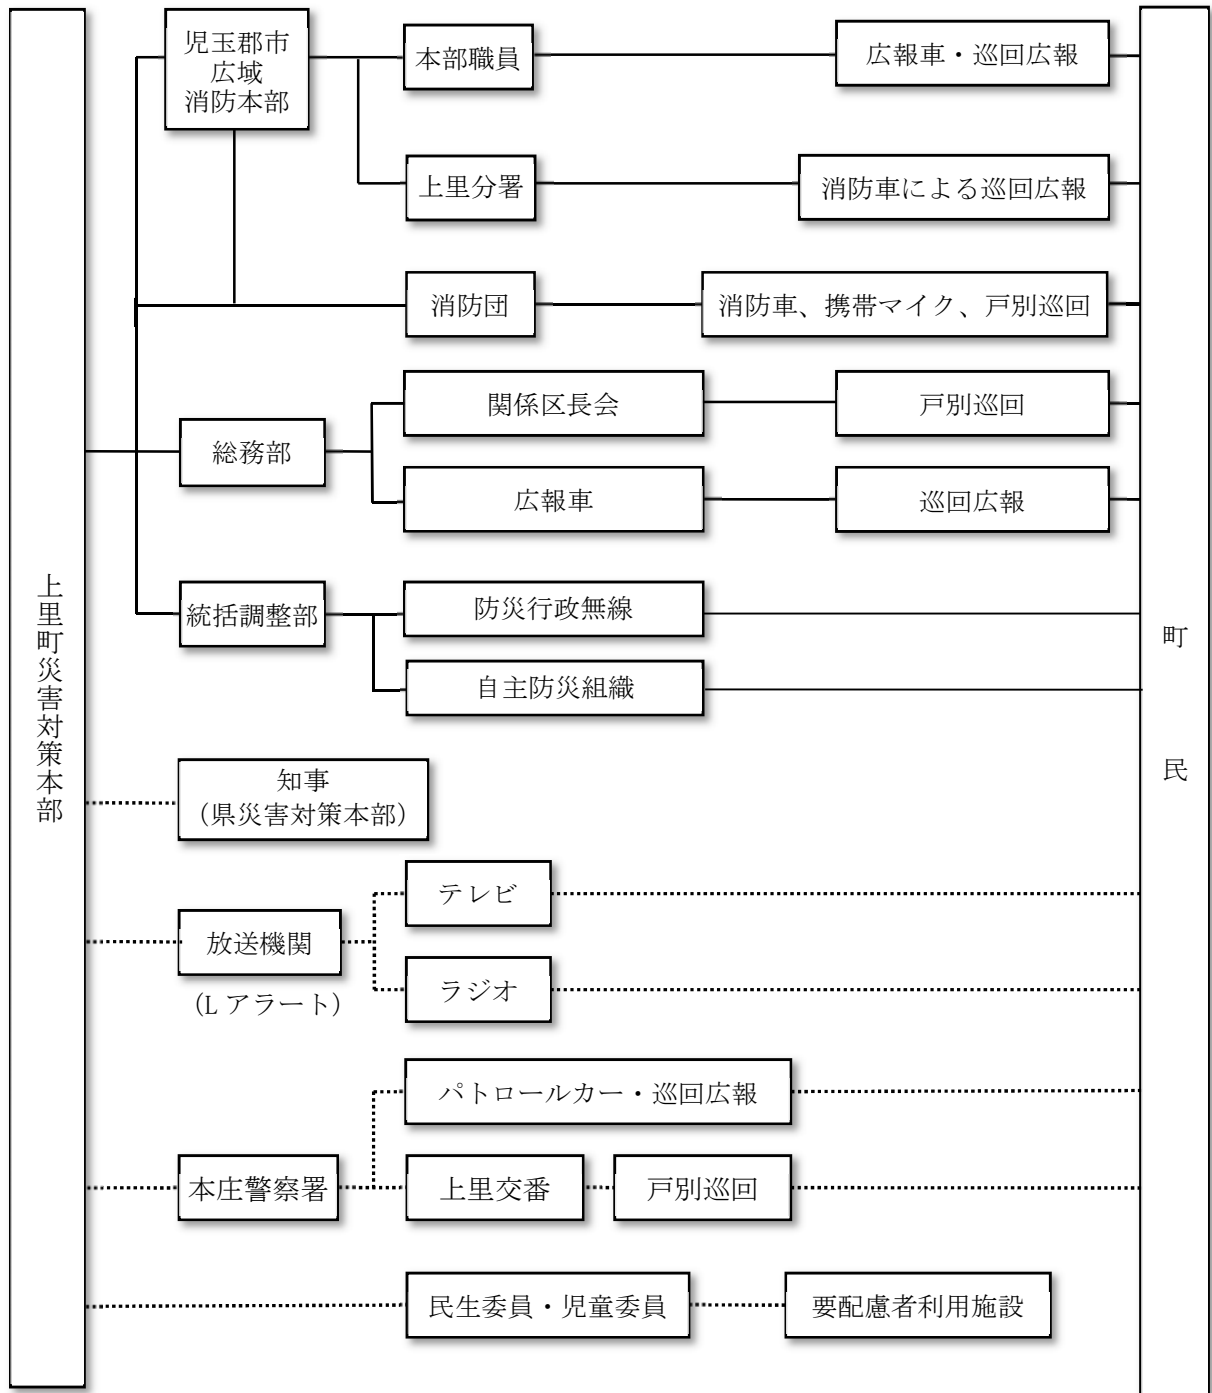 上里町災害対策本部
児玉郡市
広域
消防本部
本部職員
広報車・巡回広報
上里分署
消防車による巡回広報
消防団
消防車、携帯マイク、戸別巡回
総務部
関係区長会
戸別巡回
広報車
巡回広報
統括調整部
防災行政無線
自主防災組織
知事
（県災害対策本部）
放送機関
（L アラート）
テレビ
ラジオ
本庄警察署
パトロールカー・巡回広報
上里交番
戸別巡回
民生委員・児童委員
要配慮者利用施設
町民